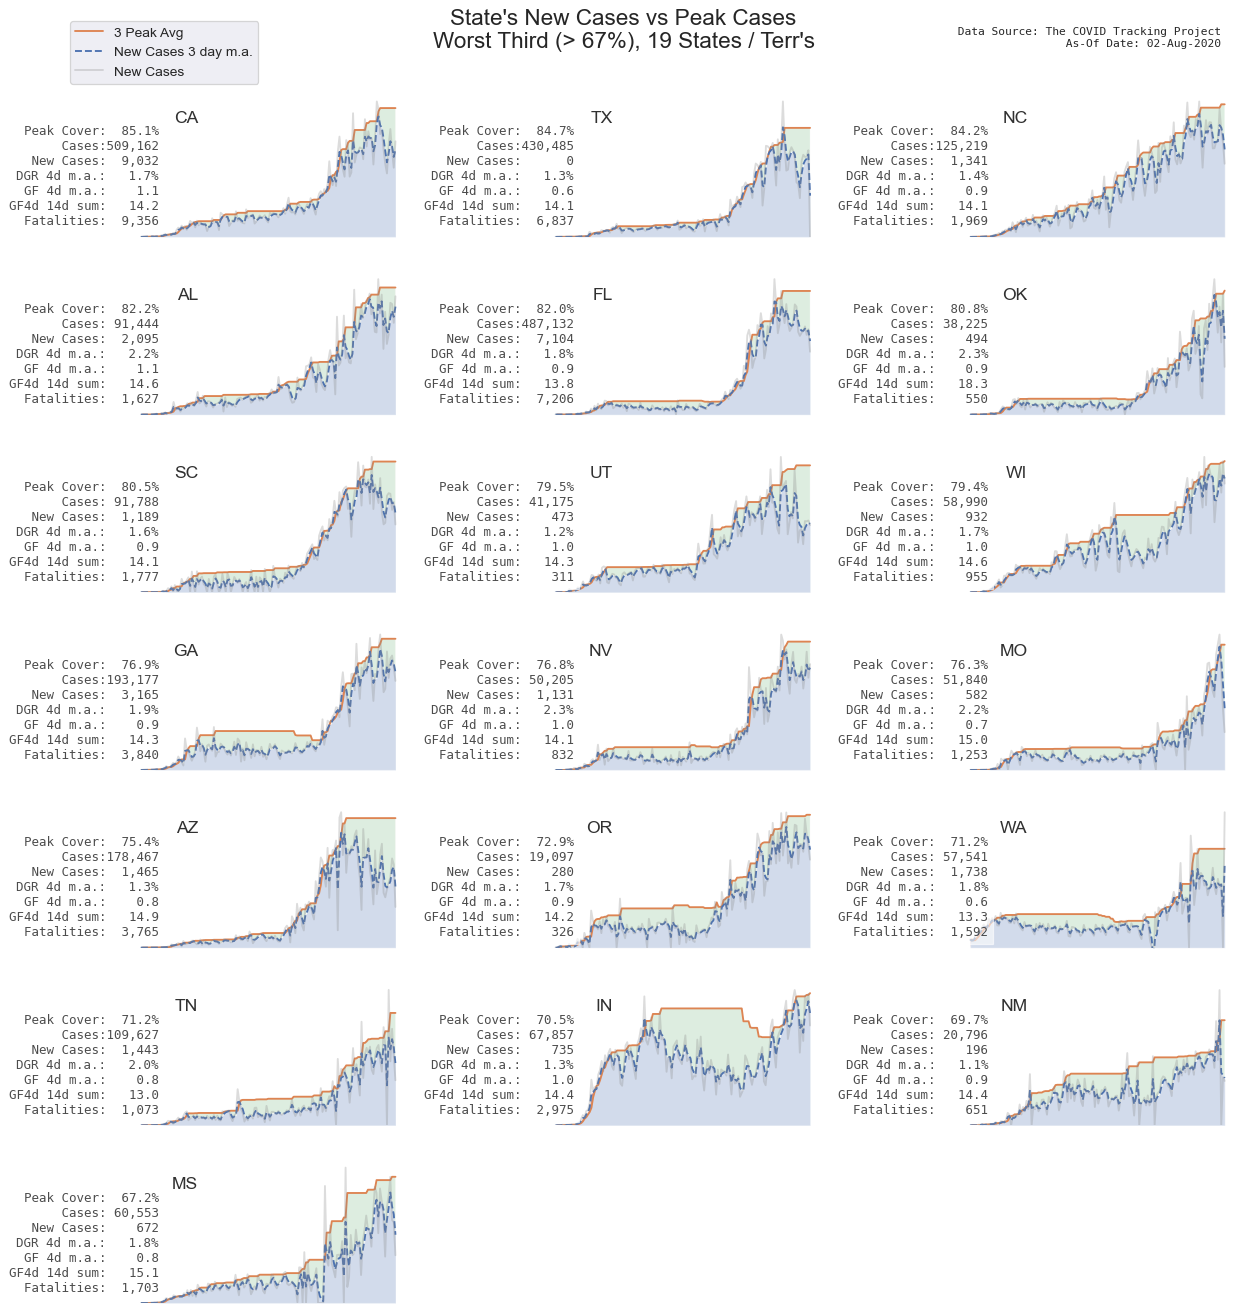 State's New Cases vs Peak Cases
Worst Third (> 67%), 19 States / Terr's
3 Peak Avg
New Cases 3 day m.a.
New Cases
Data Source: The COVID Tracking Project
As-Of Date: 02-Aug-2020
CA
Peak Cover: 85.1%
Cases:509,162
New Cases: 9,032
DGR 4d m.a.: 1.7%
GF 4d m.a.: 1.1
GF4d 14d sum: 14.2
Fatalities: 9,356
TX
Peak Cover: 84.7%
Cases:430,485
New Cases: 0
DGR 4d m.a.: 1.3%
GF 4d m.a.: 0.6
GF4d 14d sum: 14.1
Fatalities: 6,837
NC
Peak Cover: 84.2%
Cases:125,219
New Cases: 1,341
DGR 4d m.a.: 1.4%
GF 4d m.a.: 0.9
GF4d 14d sum: 14.1
Fatalities: 1,969
AL
Peak Cover: 82.2%
Cases: 91,444
New Cases: 2,095
DGR 4d m.a.: 2.2%
GF 4d m.a.: 1.1
GF4d 14d sum: 14.6
Fatalities: 1,627
FL
Peak Cover: 82.0%
Cases:487,132
New Cases: 7,104
DGR 4d m.a.: 1.8%
GF 4d m.a.: 0.9
GF4d 14d sum: 13.8
Fatalities: 7,206
OK
Peak Cover: 80.8%
Cases: 38,225
New Cases: 494
DGR 4d m.a.: 2.3%
GF 4d m.a.: 0.9
GF4d 14d sum: 18.3
Fatalities: 550
SC
Peak Cover: 80.5%
Cases: 91,788
New Cases: 1,189
DGR 4d m.a.: 1.6%
GF 4d m.a.: 0.9
GF4d 14d sum: 14.1
Fatalities: 1,777
UT
Peak Cover: 79.5%
Cases: 41,175
New Cases: 473
DGR 4d m.a.: 1.2%
GF 4d m.a.: 1.0
GF4d 14d sum: 14.3
Fatalities: 311
WI
Peak Cover: 79.4%
Cases: 58,990
New Cases: 932
DGR 4d m.a.: 1.7%
GF 4d m.a.: 1.0
GF4d 14d sum: 14.6
Fatalities: 955
GA
Peak Cover: 76.9%
Cases:193,177
New Cases: 3,165
DGR 4d m.a.: 1.9%
GF 4d m.a.: 0.9
GF4d 14d sum: 14.3
Fatalities: 3,840
NV
Peak Cover: 76.8%
Cases: 50,205
New Cases: 1,131
DGR 4d m.a.: 2.3%
GF 4d m.a.: 1.0
GF4d 14d sum: 14.1
Fatalities: 832
MO
Peak Cover: 76.3%
Cases: 51,840
New Cases: 582
DGR 4d m.a.: 2.2%
GF 4d m.a.: 0.7
GF4d 14d sum: 15.0
Fatalities: 1,253
AZ
Peak Cover: 75.4%
Cases:178,467
New Cases: 1,465
DGR 4d m.a.: 1.3%
GF 4d m.a.: 0.8
GF4d 14d sum: 14.9
Fatalities: 3,765
OR
Peak Cover: 72.9%
Cases: 19,097
New Cases: 280
DGR 4d m.a.: 1.7%
GF 4d m.a.: 0.9
GF4d 14d sum: 14.2
Fatalities: 326
WA
Peak Cover: 71.2%
Cases: 57,541
New Cases: 1,738
DGR 4d m.a.: 1.8%
GF 4d m.a.: 0.6
GF4d 14d sum: 13.3
Fatalities: 1,592
TN
Peak Cover: 71.2%
Cases:109,627
New Cases: 1,443
DGR 4d m.a.: 2.0%
GF 4d m.a.: 0.8
GF4d 14d sum: 13.0
Fatalities: 1,073
IN
Peak Cover: 70.5%
Cases: 67,857
New Cases: 735
DGR 4d m.a.: 1.3%
GF 4d m.a.: 1.0
GF4d 14d sum: 14.4
Fatalities: 2,975
NM
Peak Cover: 69.7%
Cases: 20,796
New Cases: 196
DGR 4d m.a.: 1.1%
GF 4d m.a.: 0.9
GF4d 14d sum: 14.4
Fatalities: 651
MS
Peak Cover: 67.2%
Cases: 60,553
New Cases: 672
DGR 4d m.a.: 1.8%
GF 4d m.a.: 0.8
GF4d 14d sum: 15.1
Fatalities: 1,703